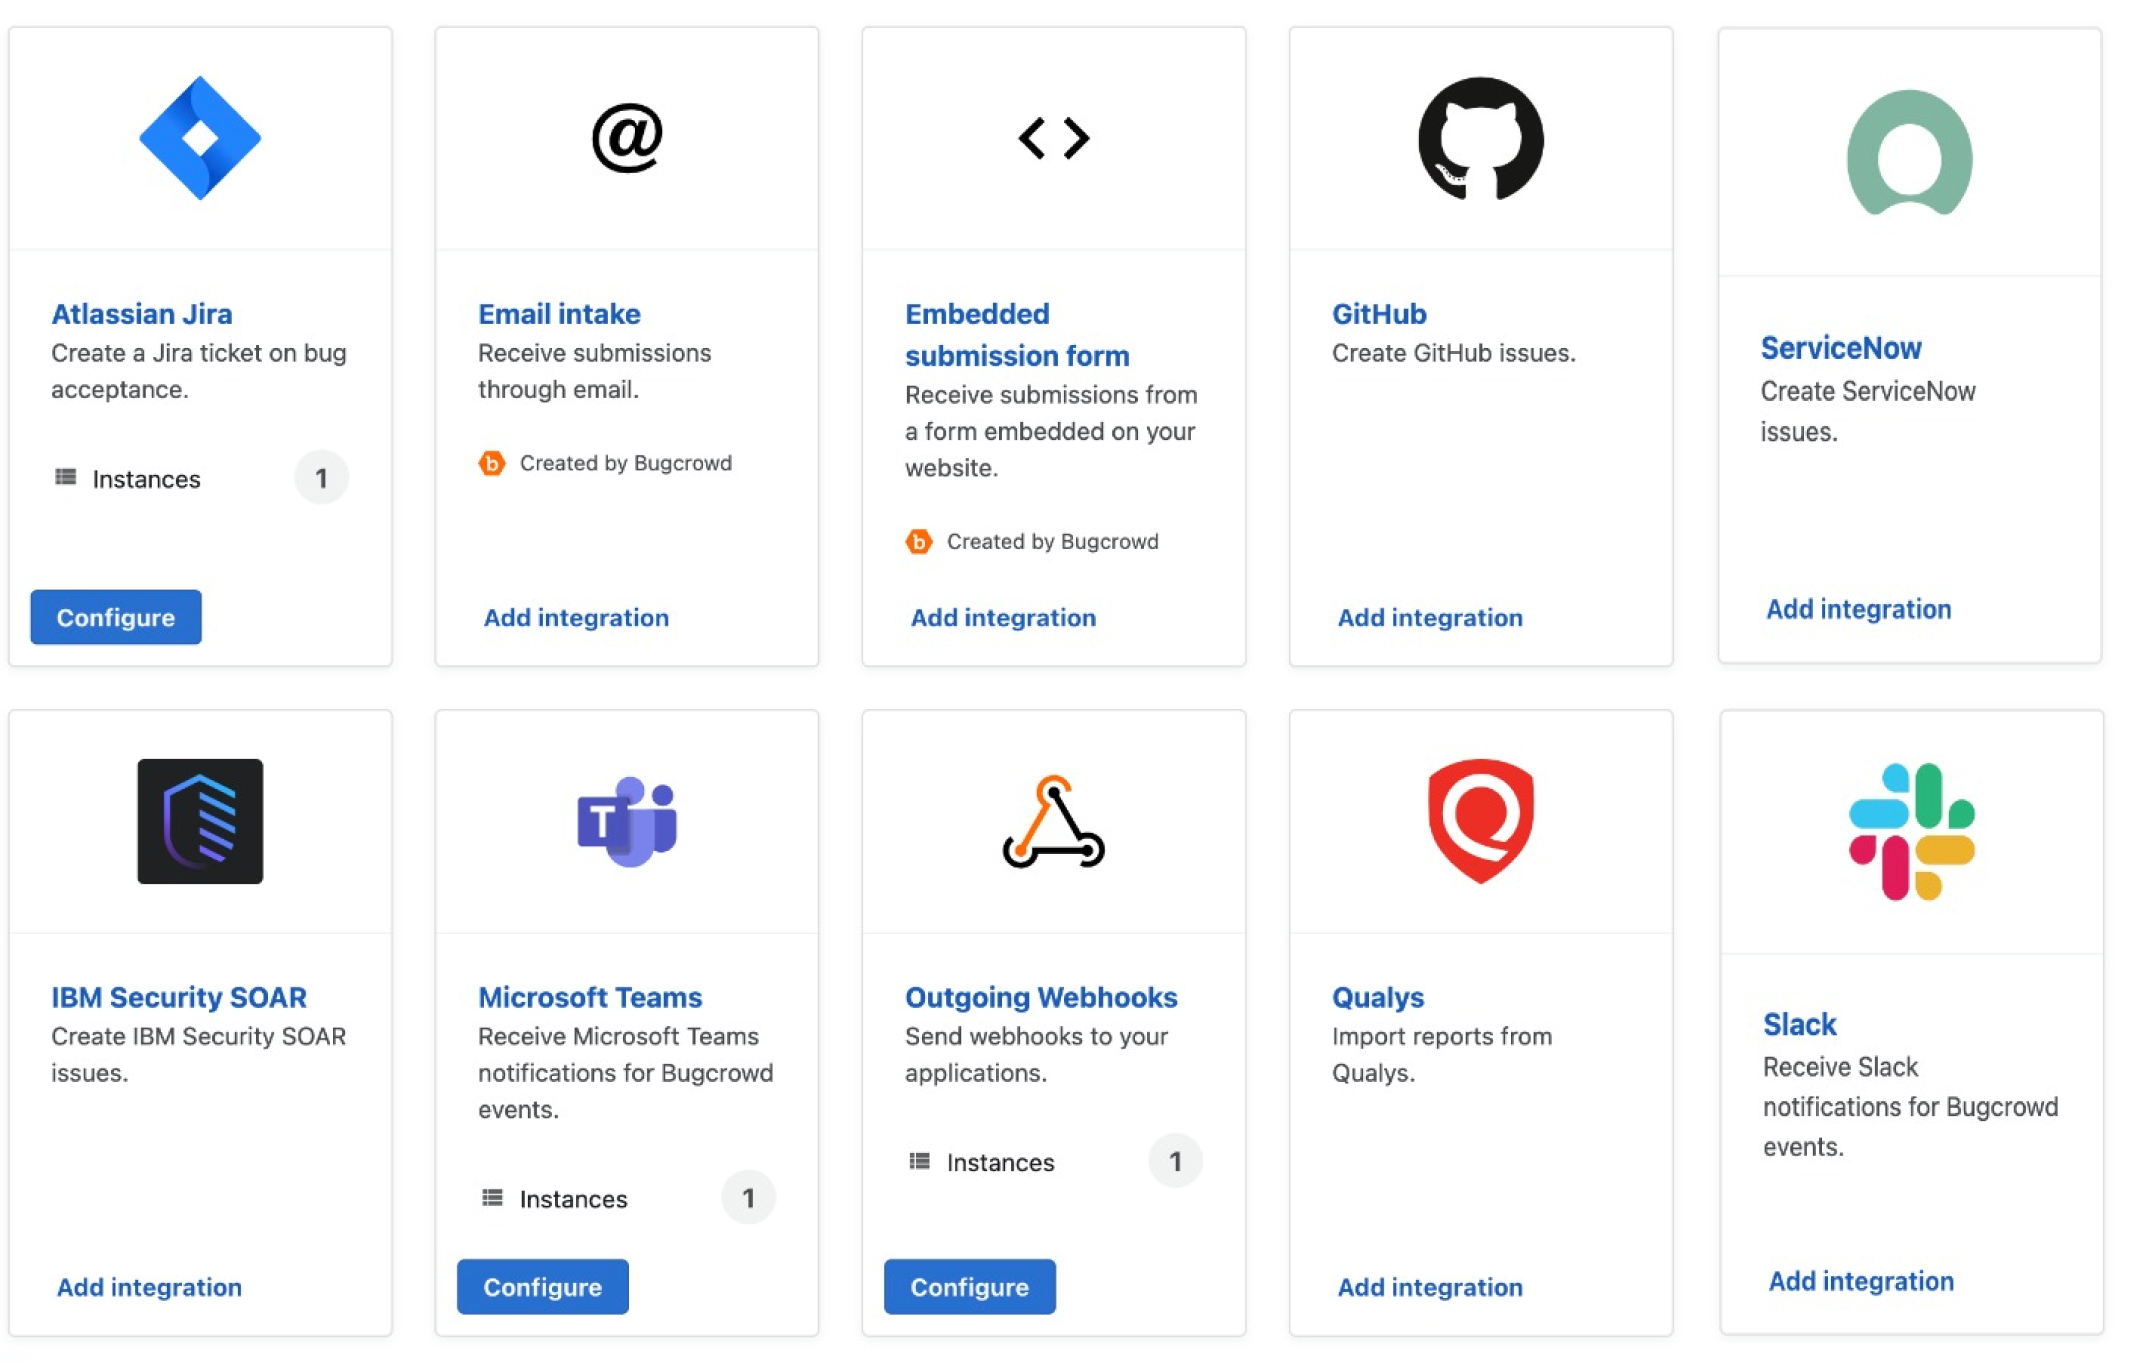 @
< >
Atlassian Jira
Create a Jira ticket on bug
acceptance.
Instances 1
Configure
Email intake
Receive submissions
through email.
b Created by Bugcrowd
Add integration
Embedded
submission form
Receive submissions from
a form embedded on your
website.
b Created by Bugcrowd
Add integration
GitHub
Create GitHub issues.
Add integration
ServiceNow
Create ServiceNow
issues.
Add integration
IBM Security SOAR
Create IBM Security SOAR
issues.
Add integration
T
Microsoft Teams
Receive Microsoft Teams
notifications for Bugcrowd
events.
Instances 1
Configure
Outgoing Webhooks
Send webhooks to your
applications.
Instances 1
Configure
Qualys
Import reports from
Qualys.
Add integration
Slack
Receive Slack
notifications for Bugcrowd
events.
Add integration